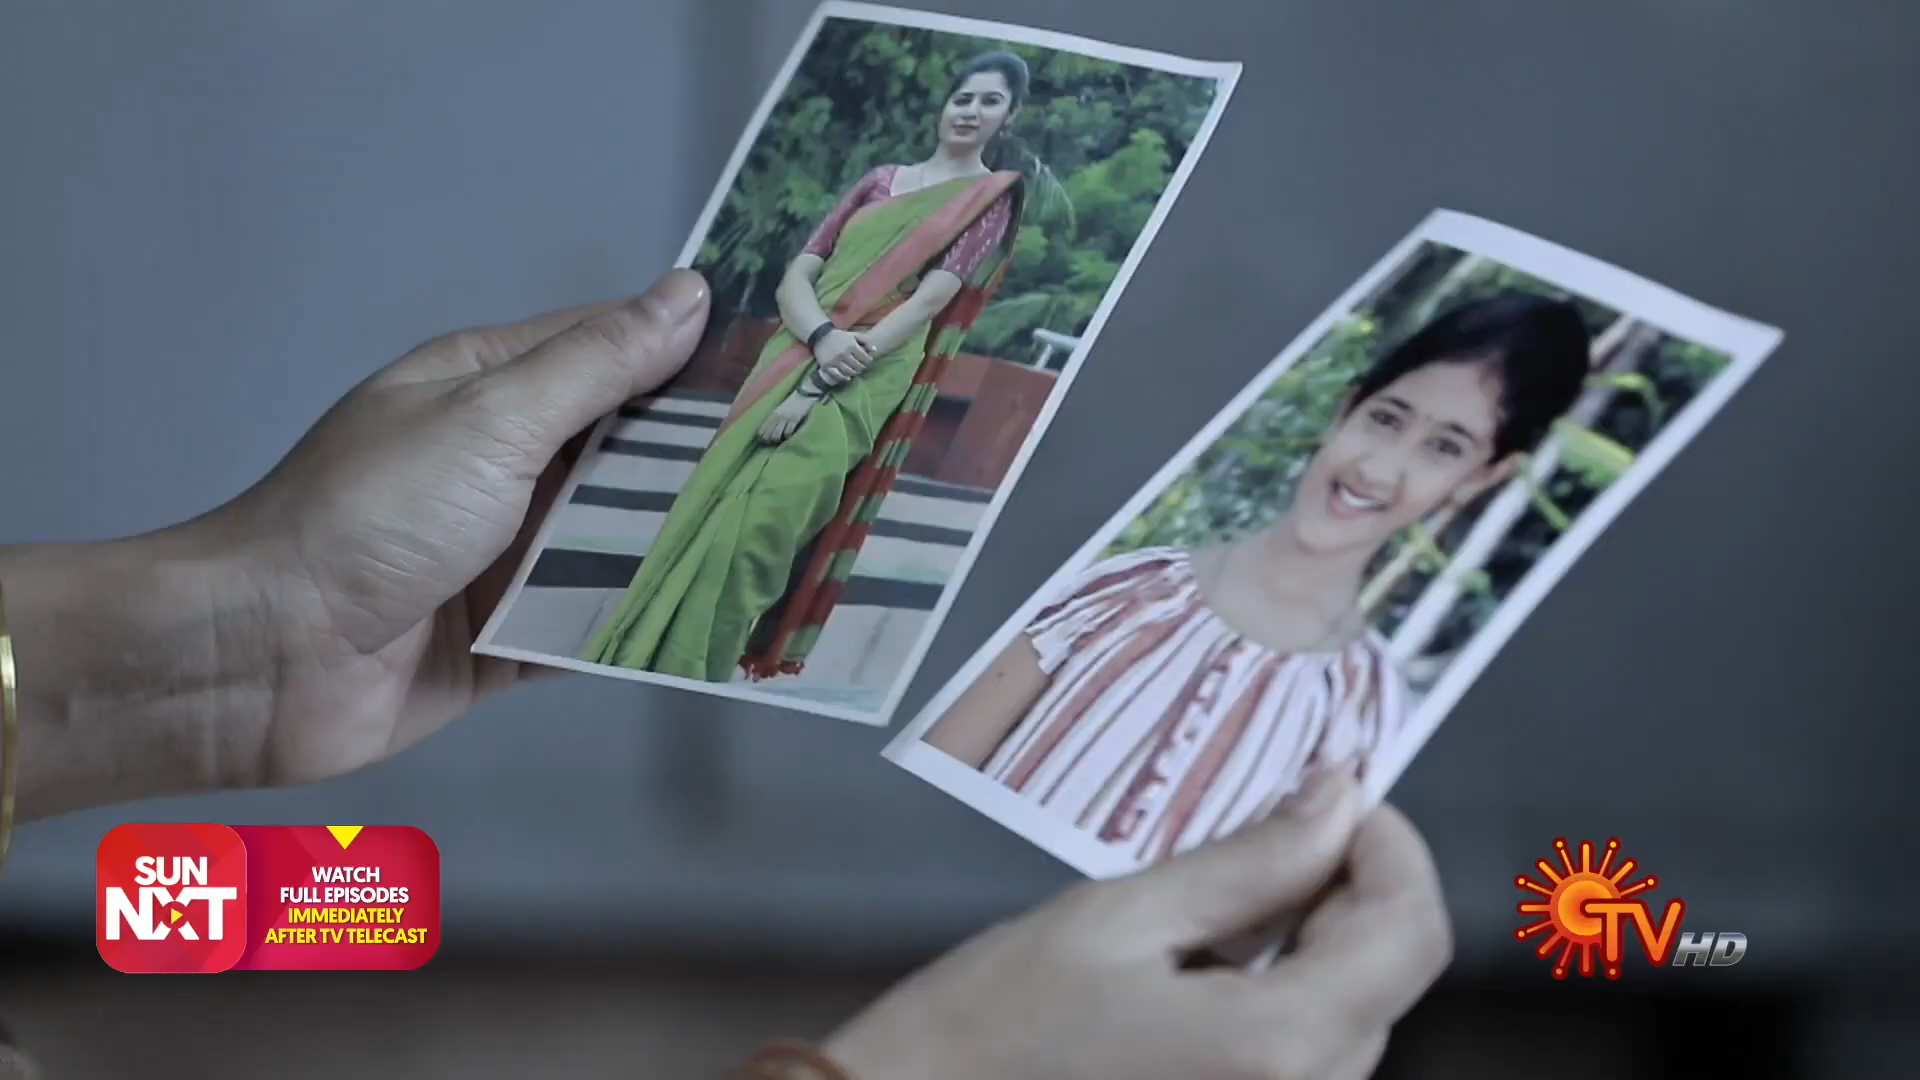 SUN
NXT
WATCH
FULL EPISODES
IMMEDIATELY
AFTER TV TELECAST
TV HD